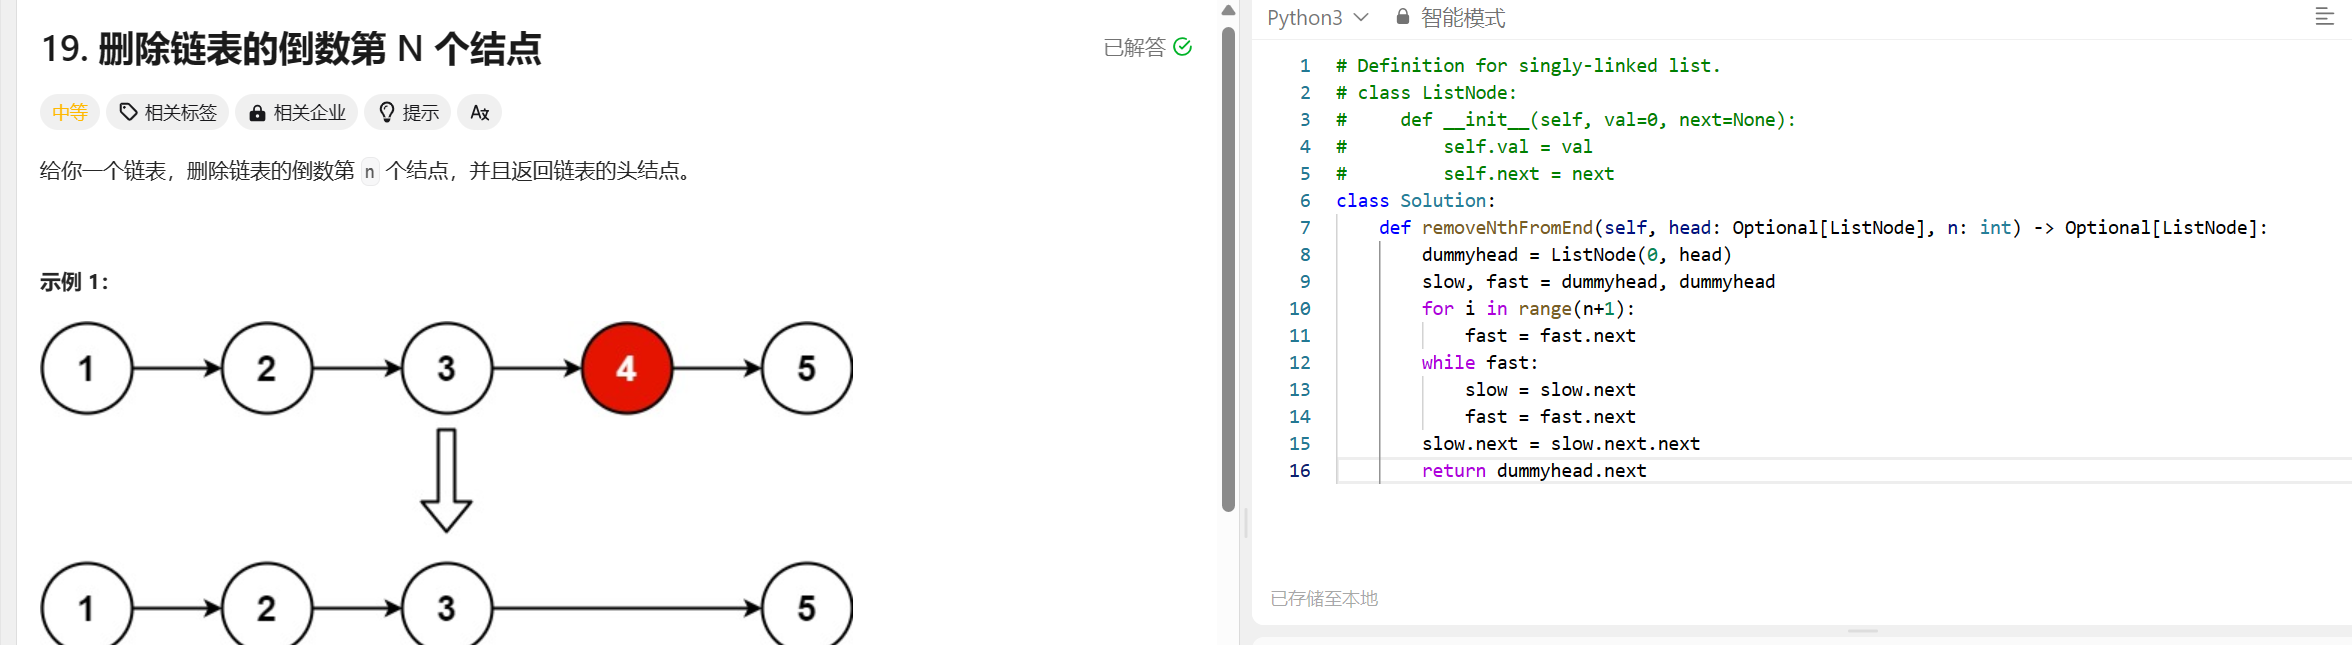 19. 删除链表的倒数第 N 个结点
已解答
中等 相关标签 相关企业 提示 Az
给你一个链表，删除链表的倒数第 n 个结点，并且返回链表的头结点。
示例 1：
1 2 3 4 5
1 2 3 5
Python3 智能模式
1 # Definition for singly-linked list.
2 # class ListNode:
3 #     def __init__(self, val=0, next=None):
4 #         self.val = val
5 #         self.next = next
6 class Solution:
7     def removeNthFromEnd(self, head: Optional[ListNode], n: int) -> Optional[ListNode]:
8         dummyhead = ListNode(0, head)
9         slow, fast = dummyhead, dummyhead
10         for i in range(n+1):
11             fast = fast.next
12         while fast:
13             slow = slow.next
14             fast = fast.next
15         slow.next = slow.next.next
16         return dummyhead.next
已存储至本地